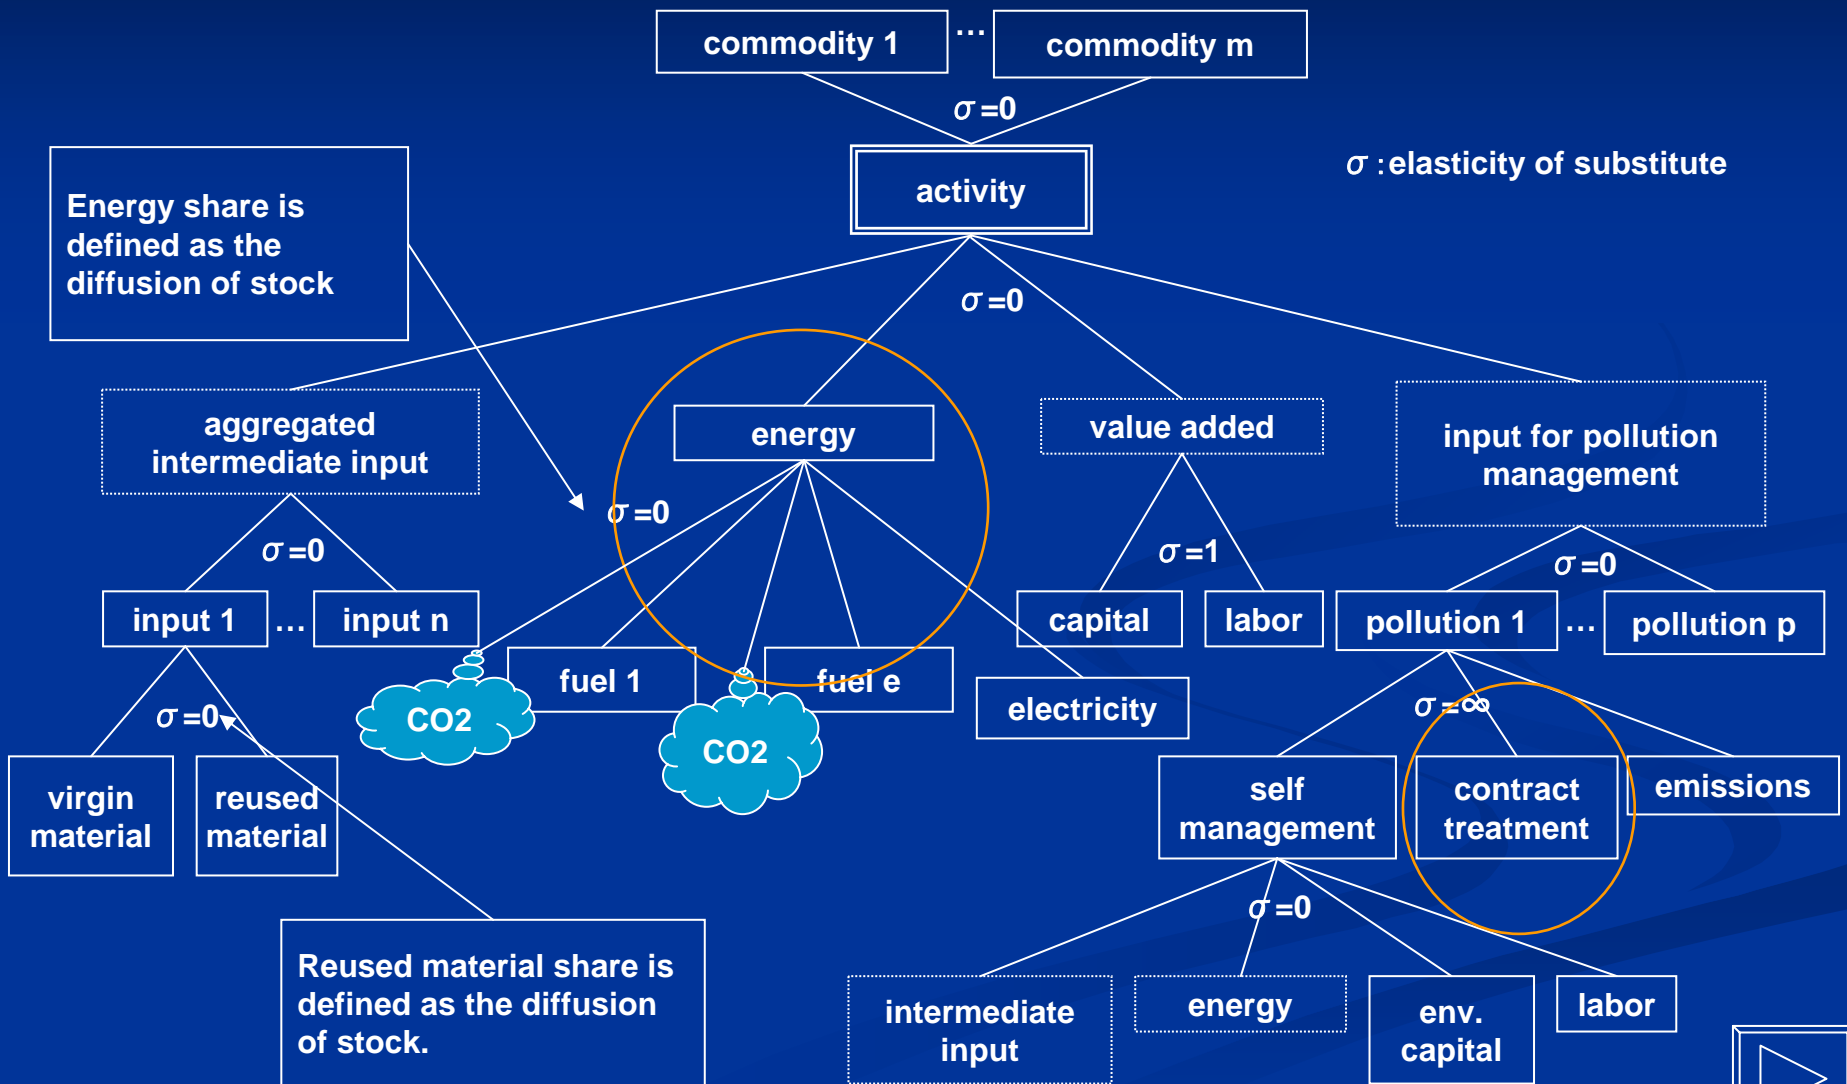 commodity 1
…
commodity m
σ=0
activity
σ:elasticity of substitute
Energy share is
defined as the
diffusion of stock
σ=0
aggregated
intermediate input
energy
value added
input for pollution
management
σ=0
σ=0
σ=1
σ=0
input 1
…
input n
capital
labor
pollution 1
…
pollution p
fuel 1
fuel e
electricity
CO2
CO2
σ=0
σ=∞
virgin
material
reused
material
self
management
contract
treatment
emissions
σ=0
Reused material share is
defined as the diffusion
of stock.
intermediate
input
energy
env.
capital
labor